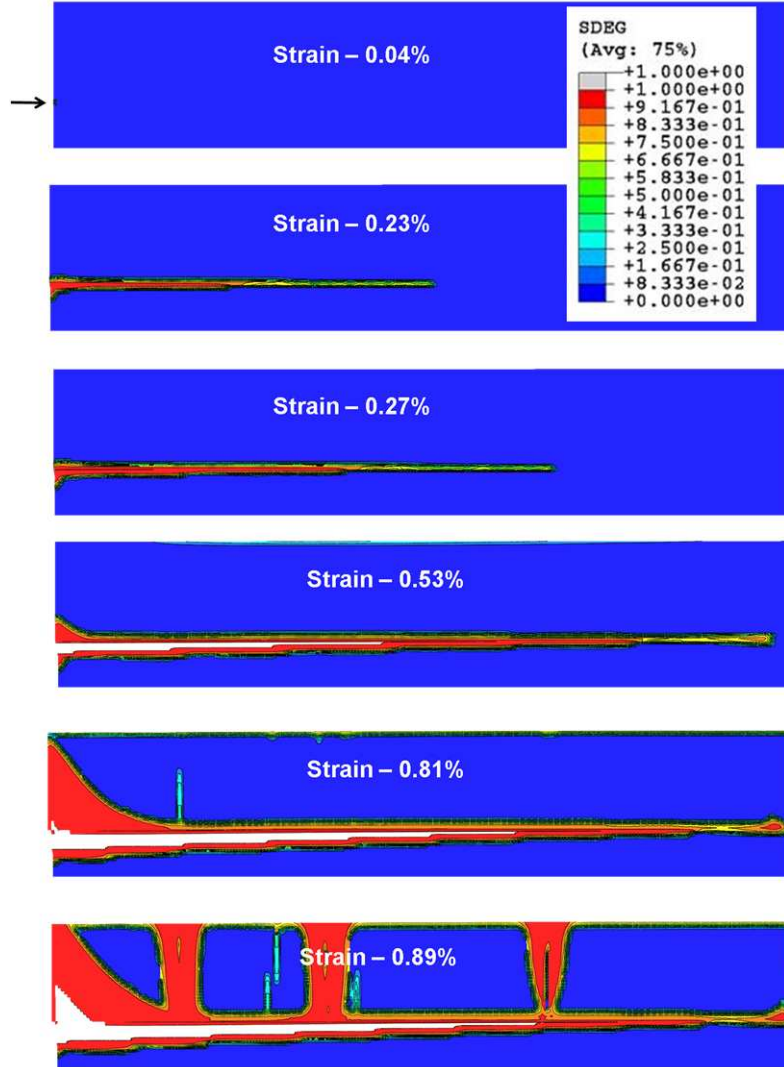 Strain – 0.04%
SDEG
(Avg: 75%)
+1.000e+00
+1.000e+00
+9.167e-01
+8.333e-01
+7.500e-01
+6.667e-01
+5.833e-01
+5.000e-01
+4.167e-01
+3.333e-01
+2.500e-01
+1.667e-01
+8.333e-02
+0.000e+00
Strain – 0.23%
Strain – 0.27%
Strain – 0.53%
Strain – 0.81%
Strain – 0.89%